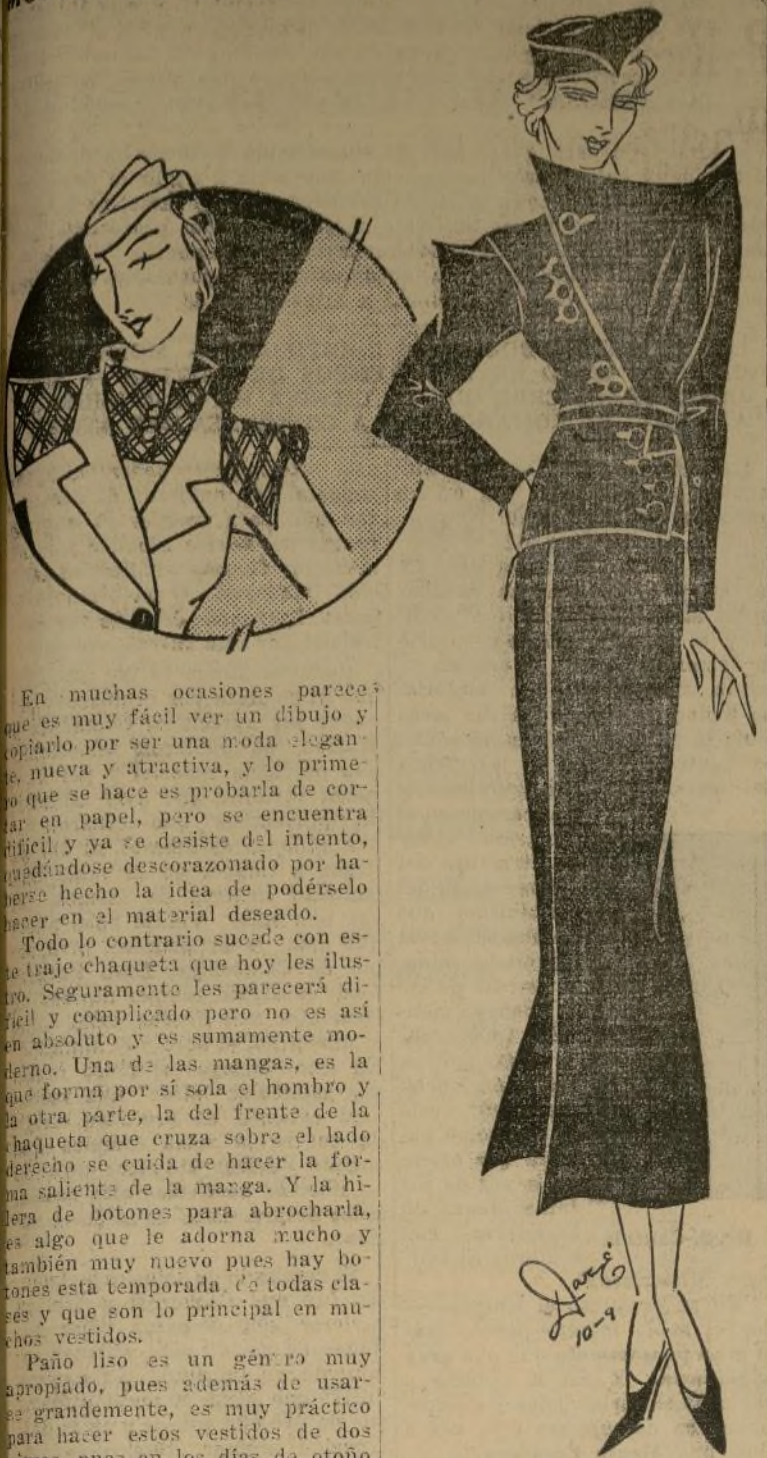 En muchas ocasiones parece
que es muy fácil ver un dibujo y
opiarlo por ser una moda elegan-
te, nueva y atractiva, y lo prime-
ro que se hace es probarla de cor-
tar en papel, pero se encuentra
difícil y ya se desiste del intento,
quedándose descorazonado por ha-
berse hecho la idea de podérselo
hacer en el material deseado.
Todo lo contrario sucede con es-
te traje chaqueta que hoy les ilus-
tro. Seguramente les parecerá di-
fícil y complicado pero no es así
en absoluto y es sumamente mo-
derno. Una de las mangas, es la
que forma por sí sola el hombro y
la otra parte, la del frente de la
chaqueta que cruza sobre el lado
derecho se cuida de hacer la for-
ma saliente de la manga. Y la hi-
lera de botones para abrocharla,
es algo que le adorna mucho y
también muy nuevo pues hay bo-
tones esta temporada, de todas cla-
ses y que son lo principal en mu-
chos vestidos.
Paño liso es un género muy
apropiado, pues además de usar-
se grandemente, es muy práctico
para hacer estos vestidos de dos
pues en los días de otoño
10-9